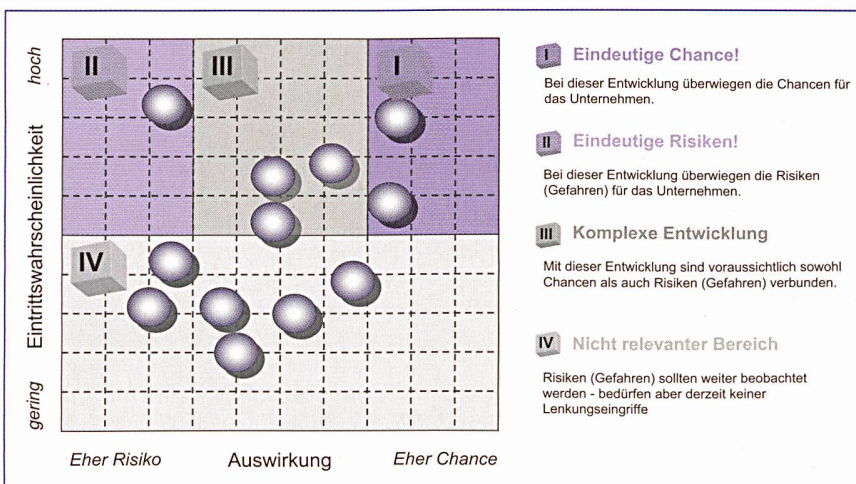 hoch
Eintrittswahrscheinlichkeit
gering
II
III
I
IV
Eher Risiko
Auswirkung
Eher Chance
I Eindeutige Chance!
Bei dieser Entwicklung überwiegen die Chancen für
das Unternehmen.
II Eindeutige Risiken!
Bei dieser Entwicklung überwiegen die Risiken
(Gefahren) für das Unternehmen.
III Komplexe Entwicklung
Mit dieser Entwicklung sind voraussichtlich sowohl
Chancen als auch Risiken (Gefahren) verbunden.
IV Nicht relevanter Bereich
Risiken (Gefahren) sollten weiter beobachtet
werden - bedürfen aber derzeit keiner
Lenkungseingriffe